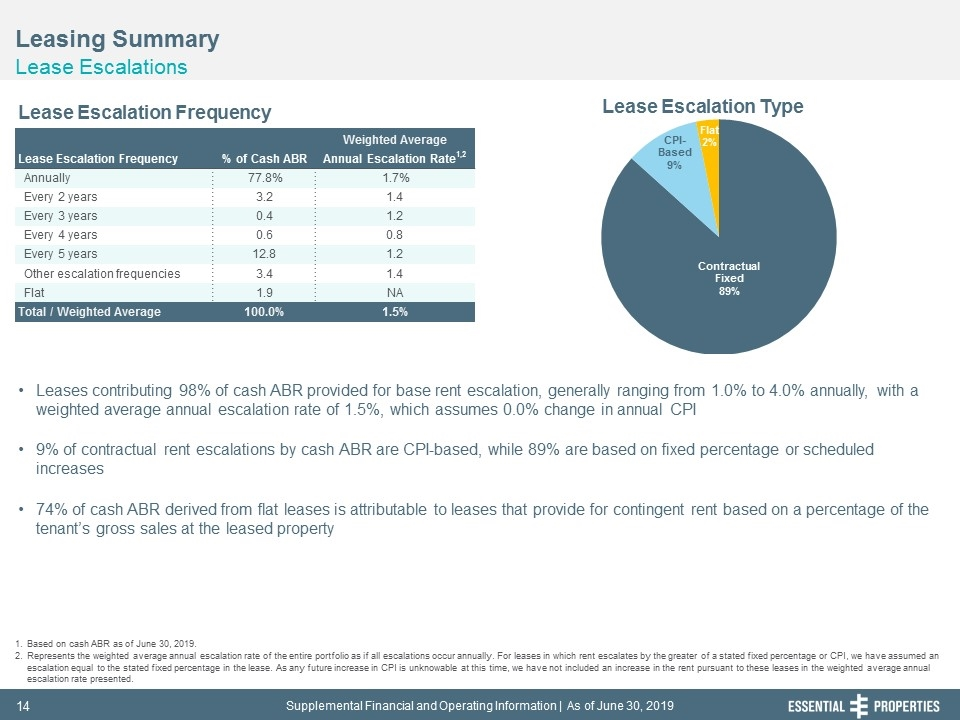 Leasing Summary
Lease Escalations
Lease Escalation Frequency
Weighted Average
Lease Escalation Frequency % of Cash ABR Annual Escalation Rate1,2
Annually 77.8% 1.7%
Every 2 years 3.2 1.4
Every 3 years 0.4 1.2
Every 4 years 0.6 0.8
Every 5 years 12.8 1.2
Other escalation frequencies 3.4 1.4
Flat 1.9 NA
Total / Weighted Average 100.0% 1.5%
Lease Escalation Type
Flat
2%
CPI-
Based
9%
Contractual
Fixed
89%
• Leases contributing 98% of cash ABR provided for base rent escalation, generally ranging from 1.0% to 4.0% annually, with a
weighted average annual escalation rate of 1.5%, which assumes 0.0% change in annual CPI
• 9% of contractual rent escalations by cash ABR are CPI-based, while 89% are based on fixed percentage or scheduled
increases
• 74% of cash ABR derived from flat leases is attributable to leases that provide for contingent rent based on a percentage of the
tenant’s gross sales at the leased property
1. Based on cash ABR as of June 30, 2019.
2. Represents the weighted average annual escalation rate of the entire portfolio as if all escalations occur annually. For leases in which rent escalates by the greater of a stated fixed percentage or CPI, we have assumed an
escalation equal to the stated fixed percentage in the lease. As any future increase in CPI is unknowable at this time, we have not included an increase in the rent pursuant to these leases in the weighted average annual
escalation rate presented.
14 Supplemental Financial and Operating Information | As of June 30, 2019 ESSENTIAL PROPERTIES